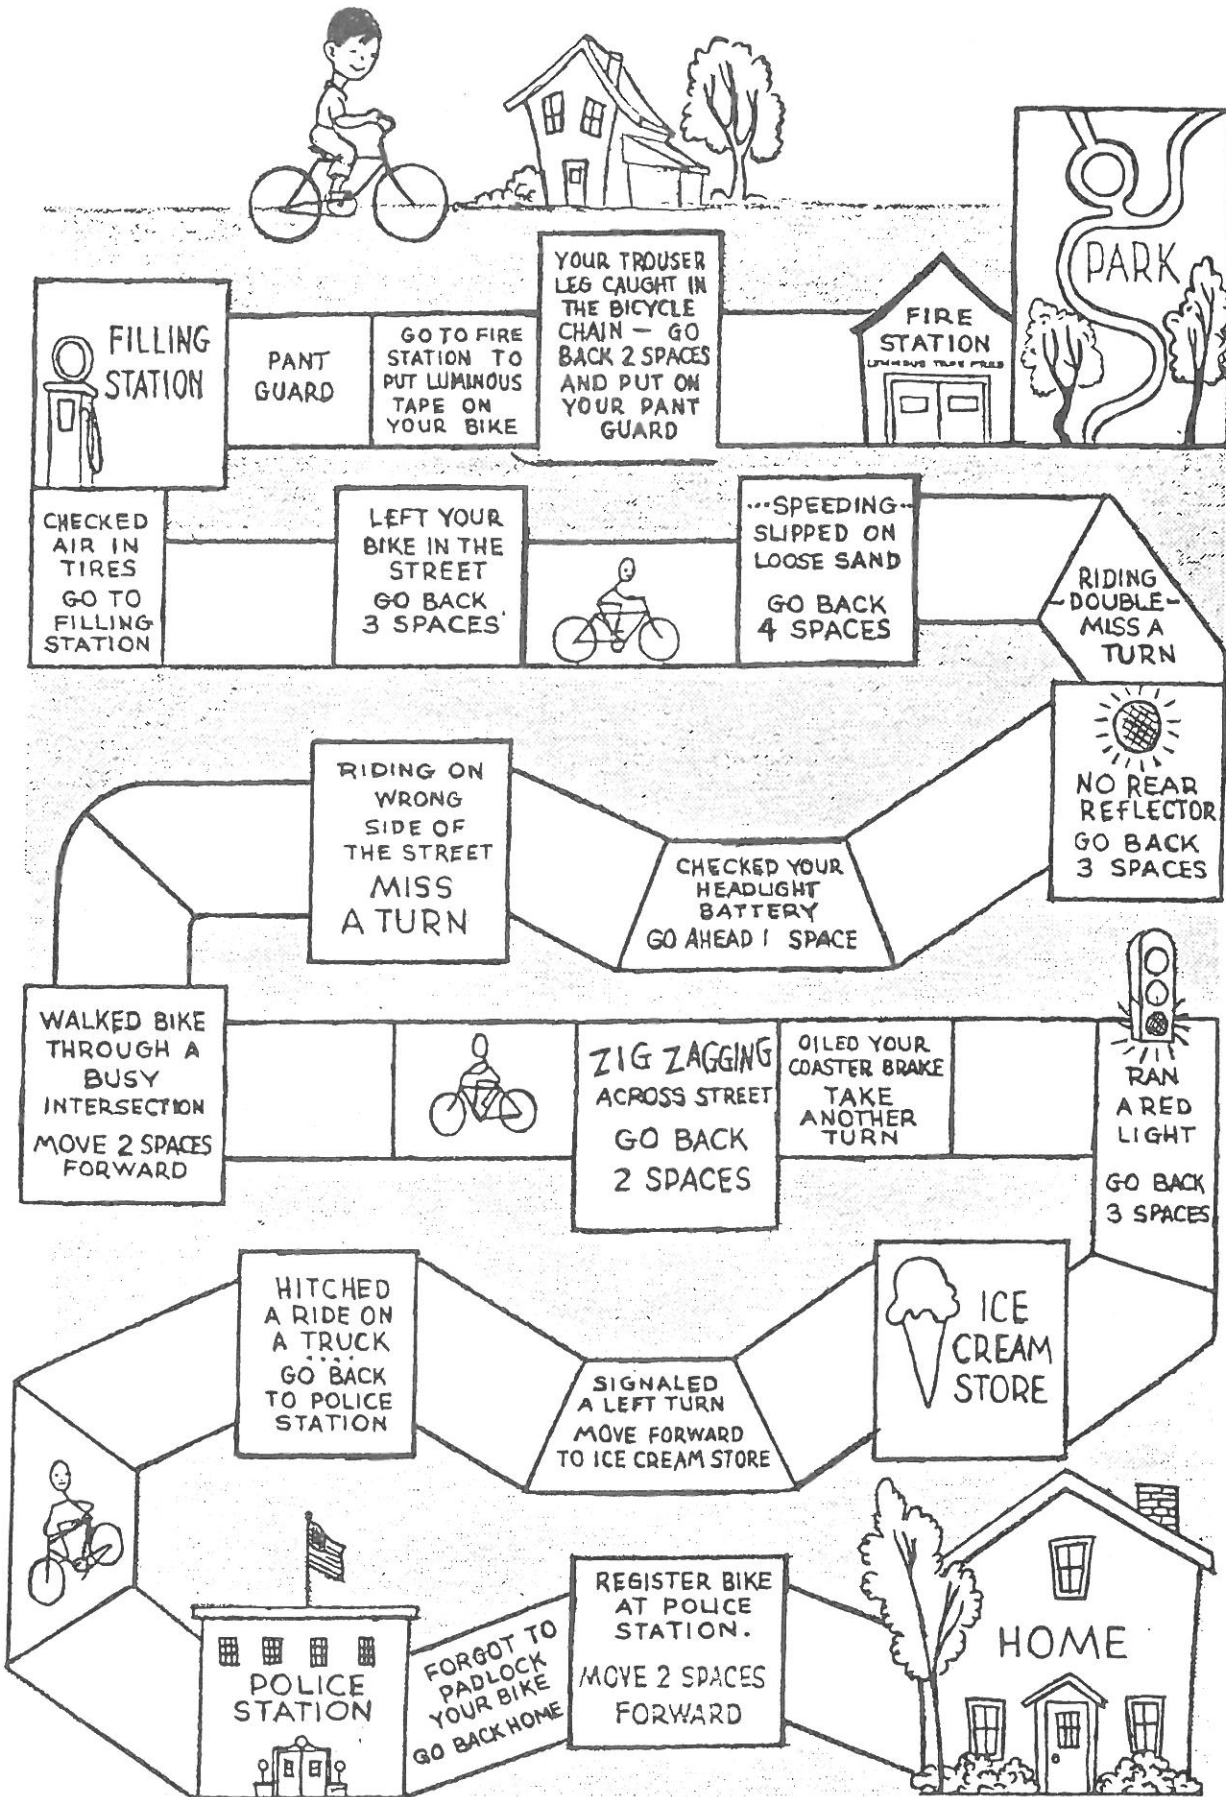 PARK
YOUR TROUSER
LEG CAUGHT IN
THE BICYCLE
CHAIN — GO
BACK 2 SPACES
AND PUT ON
YOUR PANT
GUARD
FILLING
STATION
PANT
GUARD
GO TO FIRE
STATION TO
PUT LUMINOUS
TAPE ON
YOUR BIKE
FIRE
STATION
CHECKED
AIR IN
TIRES
GO TO
FILLING
STATION
LEFT YOUR
BIKE IN THE
STREET
GO BACK
3 SPACES
...SPEEDING...
SLIPPED ON
LOOSE SAND
GO BACK
4 SPACES
RIDING
-DOUBLE-
MISS A
TURN
NO REAR
REFLECTOR
GO BACK
3 SPACES
RIDING ON
WRONG
SIDE OF
THE STREET
MISS
A TURN
CHECKED YOUR
HEADLIGHT
BATTERY
GO AHEAD 1 SPACE
WALKED BIKE
THROUGH A
BUSY
INTERSECTION
MOVE 2 SPACES
FORWARD
ZIG ZAGGING
ACROSS STREET
GO BACK
2 SPACES
OILED YOUR
COASTER BRAKE
TAKE
ANOTHER
TURN
RAN
A RED
LIGHT
GO BACK
3 SPACES
HITCHED
A RIDE ON
A TRUCK
....
GO BACK
TO POLICE
STATION
SIGNALED
A LEFT TURN
MOVE FORWARD
TO ICE CREAM STORE
ICE
CREAM
STORE
POLICE
STATION
FORGOT TO
PADLOCK
YOUR BIKE
GO BACK HOME
REGISTER BIKE
AT POLICE
STATION.
MOVE 2 SPACES
FORWARD
HOME